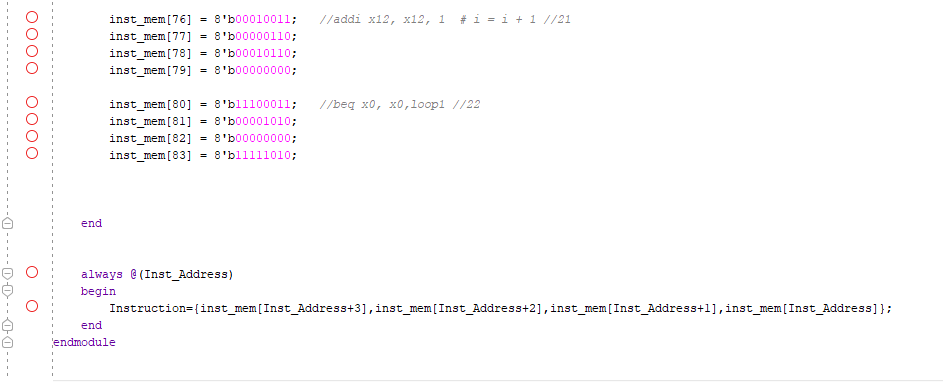 inst_mem[76] = 8'b00010011;   //addi x12, x12, 1  # i = i + 1 //21
inst_mem[77] = 8'b00000110;
inst_mem[78] = 8'b00010110;
inst_mem[79] = 8'b00000000;
inst_mem[80] = 8'b11100011;   //beq x0, x0,loop1 //22
inst_mem[81] = 8'b00001010;
inst_mem[82] = 8'b00000000;
inst_mem[83] = 8'b11111010;
end
always @(Inst_Address)
begin
Instruction={inst_mem[Inst_Address+3],inst_mem[Inst_Address+2],inst_mem[Inst_Address+1],inst_mem[Inst_Address]};
end
endmodule